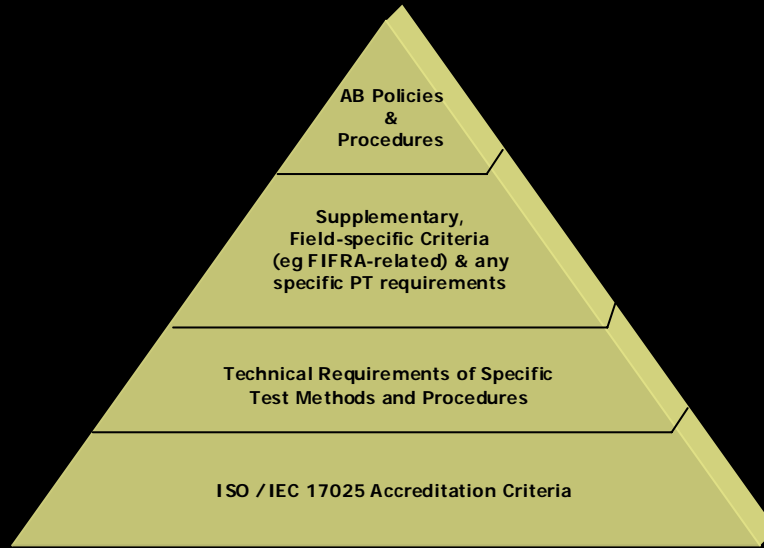 AB Policies
&
Procedures
Supplementary,
Field-specific Criteria
(eg FIFRA-related) & any
specific PT requirements
Technical Requirements of Specific
Test Methods and Procedures
ISO / IEC 17025 Accreditation Criteria